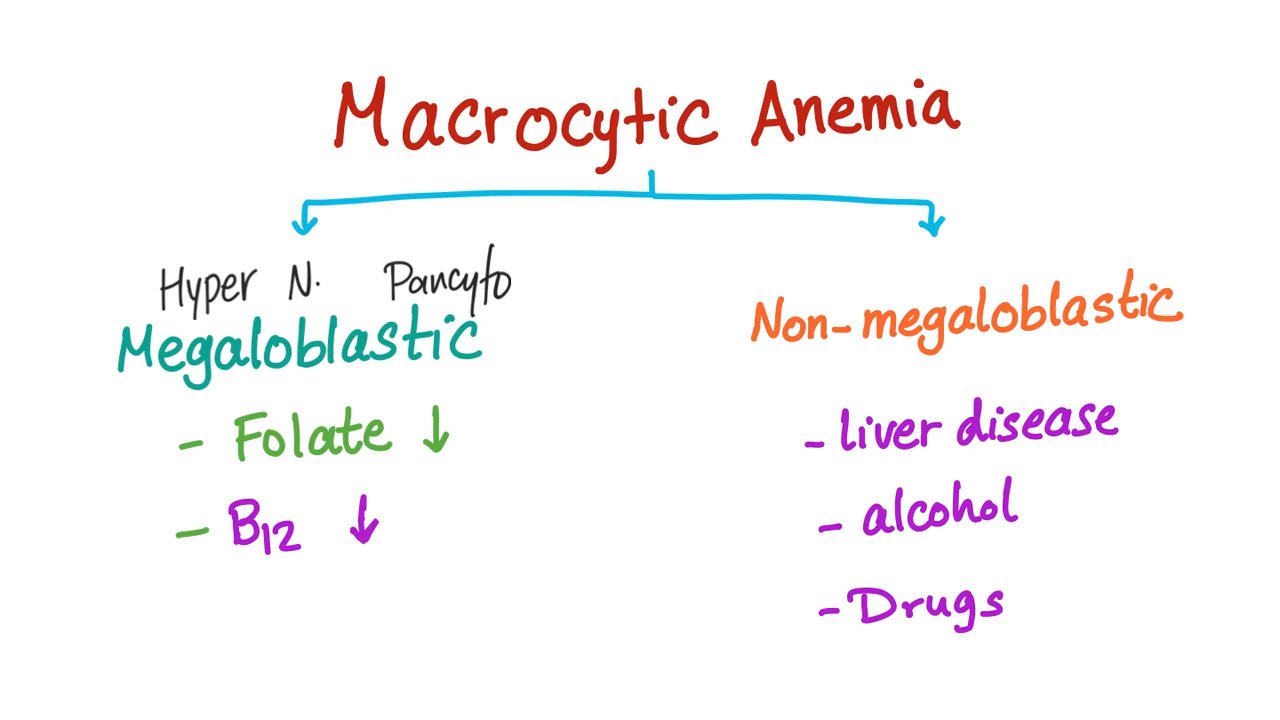 Macrocytic Anemia
Hyper N. Pancyto
Megaloblastic
- Folate ↓
- B12 ↓
Non-megaloblastic
- liver disease
- alcohol
- Drugs